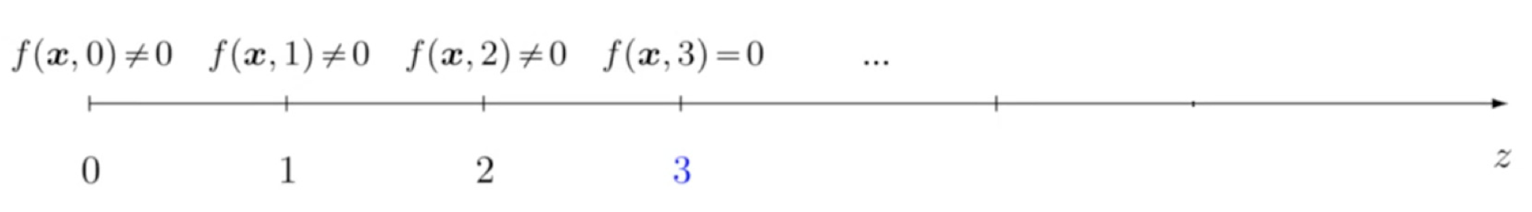 f(x, 0) ≠ 0 f(x, 1) ≠ 0 f(x, 2) ≠ 0 f(x, 3) = 0 ...
0 1 2 3 z